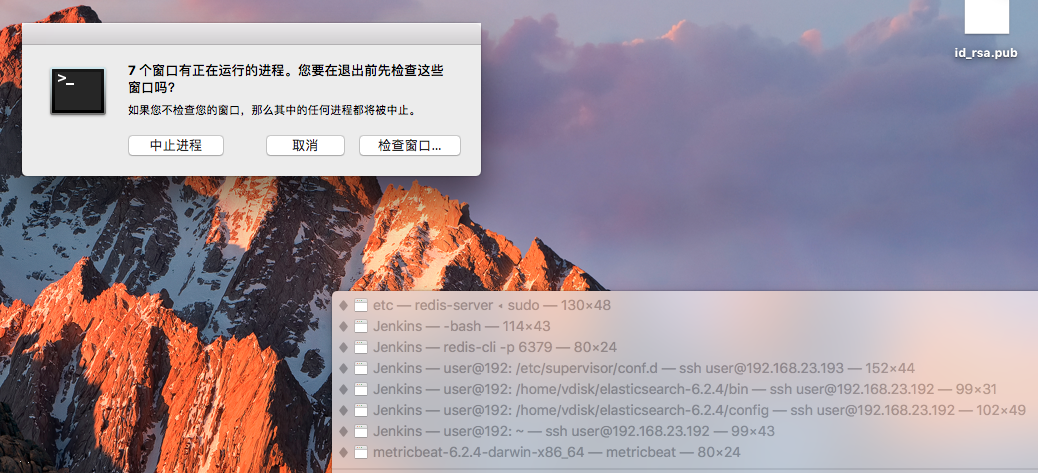 id_rsa.pub
7 个窗口有正在运行的进程。您要在退出前先检查这些
窗口吗?
如果您不检查您的窗口，那么其中的任何进程都将被中止。
中止进程 取消 检查窗口...
etc — redis-server • sudo — 130×48
Jenkins — -bash — 114×43
Jenkins — redis-cli -p 6379 — 80×24
Jenkins — user@192: /etc/supervisor/conf.d — ssh user@192.168.23.193 — 152×44
Jenkins — user@192: /home/vdisk/elasticsearch-6.2.4/bin — ssh user@192.168.23.192 — 99×31
Jenkins — user@192: /home/vdisk/elasticsearch-6.2.4/config — ssh user@192.168.23.192 — 102×49
Jenkins — user@192: ~ — ssh user@192.168.23.192 — 99×43
metricbeat-6.2.4-darwin-x86_64 — metricbeat — 80×24